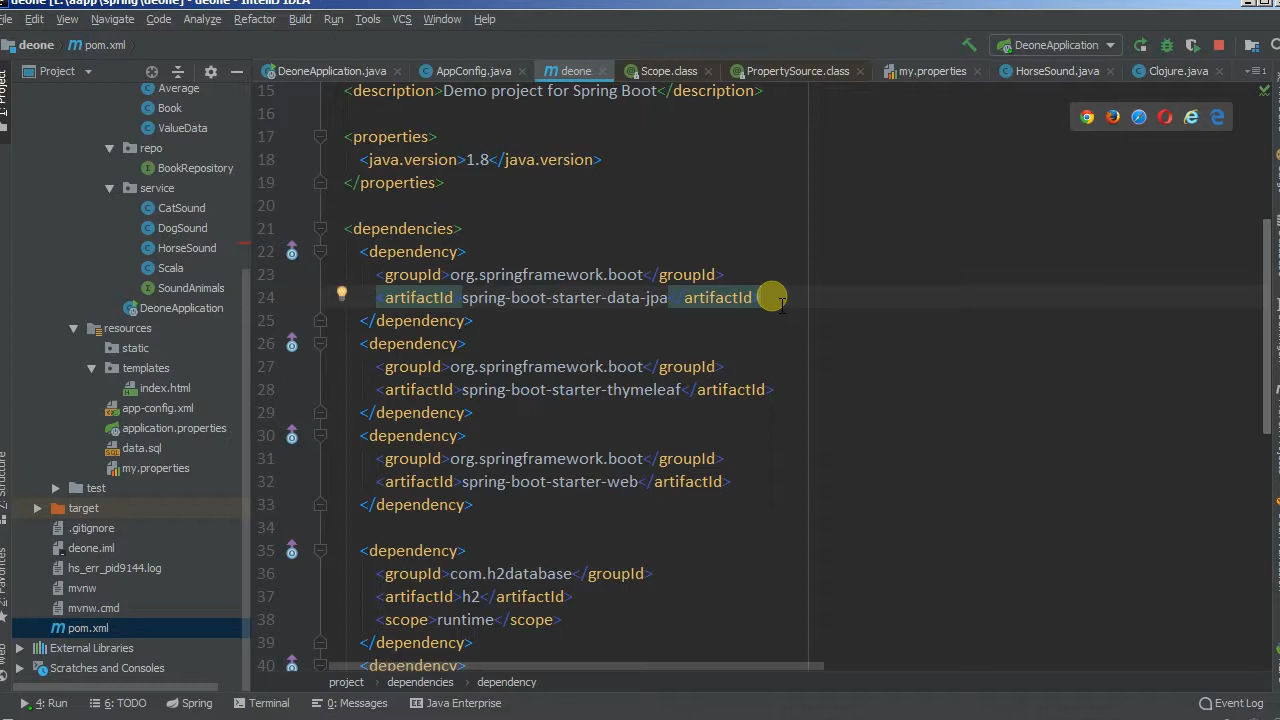 deone [E:\aapp\spring\deone] - deone - IntelliJ IDEA
File Edit View Navigate Code Analyze Refactor Build Run Tools VCS Window Help
deone pom.xml
DeoneApplication
Project
DeoneApplication.java AppConfig.java deone Scope.class PropertySource.class my.properties HorseSound.java Clojure.java
1: Project
Average
Book
ValueData
repo
BookRepository
service
CatSound
DogSound
HorseSound
Scala
SoundAnimals
DeoneApplication
resources
static
templates
index.html
app-config.xml
application.properties
data.sql
my.properties
test
target
.gitignore
deone.iml
hs_err_pid9144.log
mvnw
mvnw.cmd
pom.xml
External Libraries
Scratches and Consoles
Z: Structure
2: Favorites
Web
15 <description>Demo project for Spring Boot</description>
16
17 <properties>
18 <java.version>1.8</java.version>
19 </properties>
20
21 <dependencies>
22 <dependency>
23 <groupId>org.springframework.boot</groupId>
24 <artifactId>spring-boot-starter-data-jpa</artifactId>
25 </dependency>
26 <dependency>
27 <groupId>org.springframework.boot</groupId>
28 <artifactId>spring-boot-starter-thymeleaf</artifactId>
29 </dependency>
30 <dependency>
31 <groupId>org.springframework.boot</groupId>
32 <artifactId>spring-boot-starter-web</artifactId>
33 </dependency>
34
35 <dependency>
36 <groupId>com.h2database</groupId>
37 <artifactId>h2</artifactId>
38 <scope>runtime</scope>
39 </dependency>
40 <dependency>
project dependencies dependency
4: Run 6: TODO Spring Terminal 0: Messages Java Enterprise Event Log